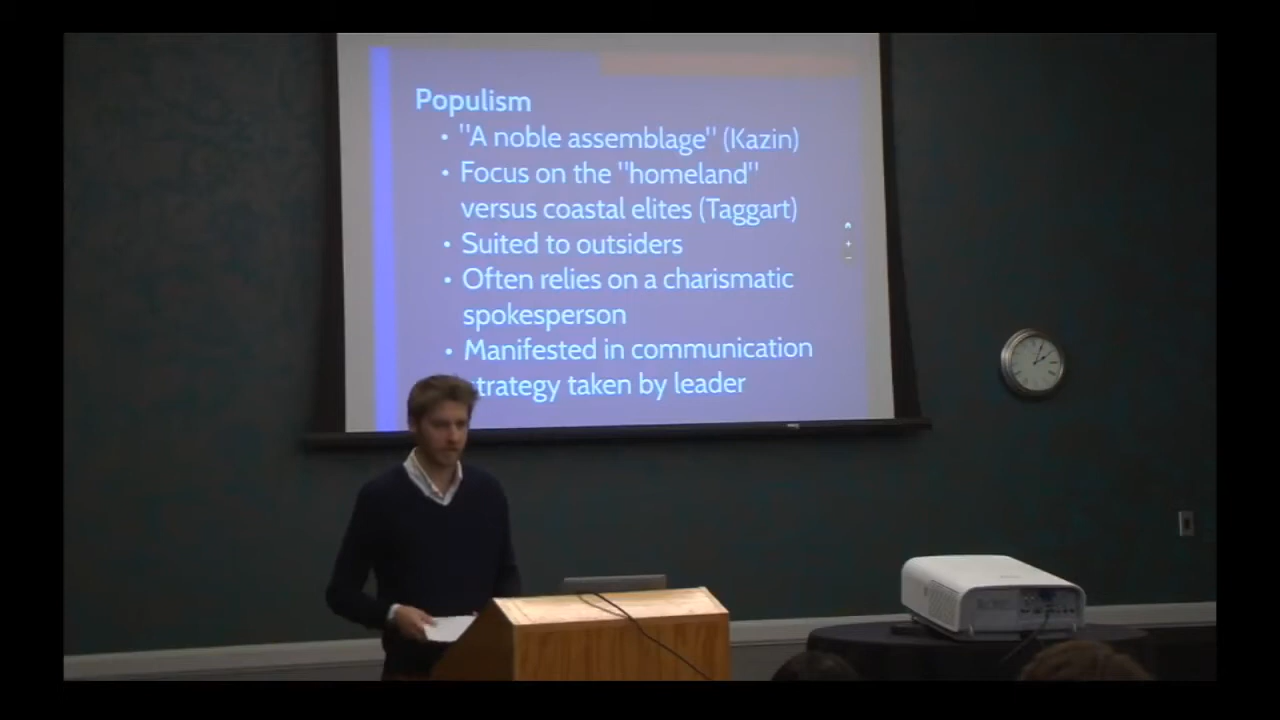 Populism
• "A noble assemblage" (Kazin)
• Focus on the "homeland"
versus coastal elites (Taggart)
• Suited to outsiders
• Often relies on a charismatic
spokesperson
• Manifested in communication
strategy taken by leader